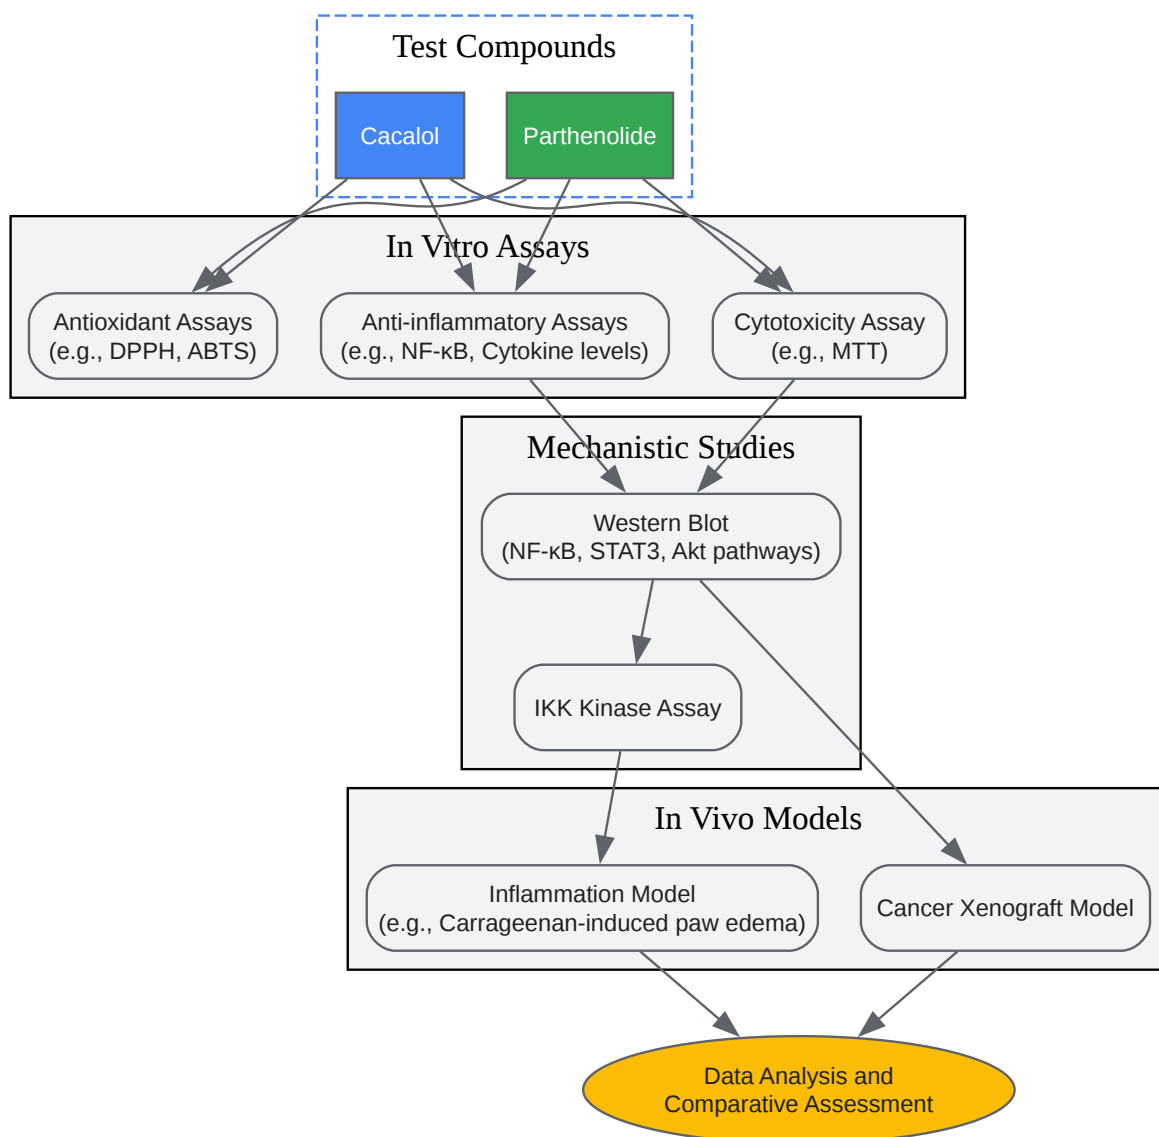 Test Compounds
Cacalol
Parthenolide
In Vitro Assays
Antioxidant Assays
(e.g., DPPH, ABTS)
Anti-inflammatory Assays
(e.g., NF-κB, Cytokine levels)
Cytotoxicity Assay
(e.g., MTT)
Mechanistic Studies
Western Blot
(NF-κB, STAT3, Akt pathways)
IKK Kinase Assay
In Vivo Models
Inflammation Model
(e.g., Carrageenan-induced paw edema)
Cancer Xenograft Model
Data Analysis and
Comparative Assessment